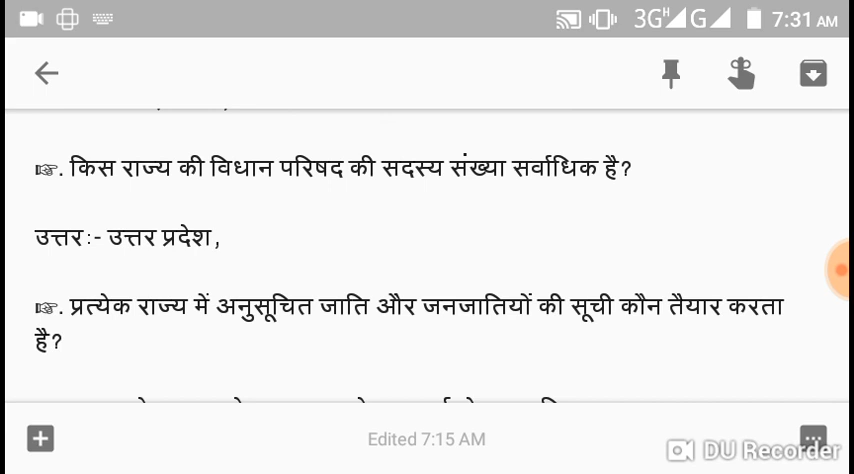 3G H G 7:31 AM
☞. किस राज्य की विधान परिषद की सदस्य संख्या सर्वाधिक है?
उत्तर:- उत्तर प्रदेश,
☞. प्रत्येक राज्य में अनुसूचित जाति और जनजातियों की सूची कौन तैयार करता
है?
Edited 7:15 AM
DU Recorder